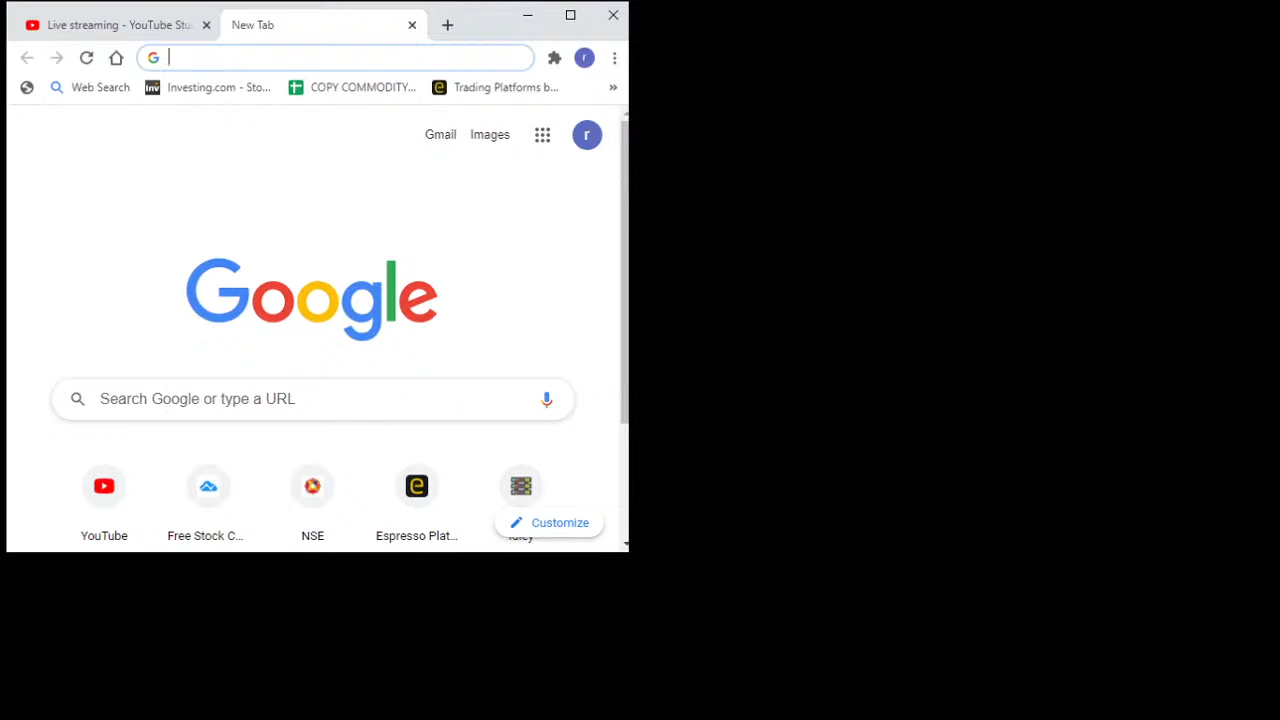 Live streaming - YouTube Stu
New Tab
r
Web Search
Investing.com - Sto...
COPY COMMODITY...
Trading Platforms b...
»
Gmail
Images
r
Google
Search Google or type a URL
YouTube
Free Stock C...
NSE
Espresso Plat...
Customize